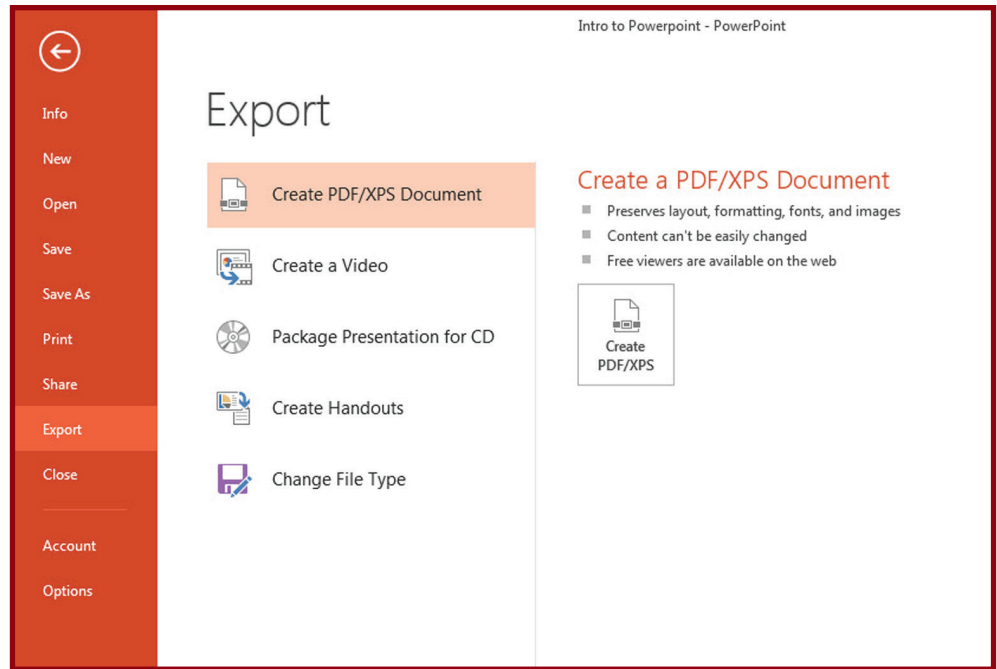 Intro to Powerpoint - PowerPoint
Info
New
Open
Save
Save As
Print
Share
Export
Close
Account
Options
Export
Create PDF/XPS Document
Create a Video
Package Presentation for CD
Create Handouts
Change File Type
Create a PDF/XPS Document
Preserves layout, formatting, fonts, and images
Content can't be easily changed
Free viewers are available on the web
Create
PDF/XPS